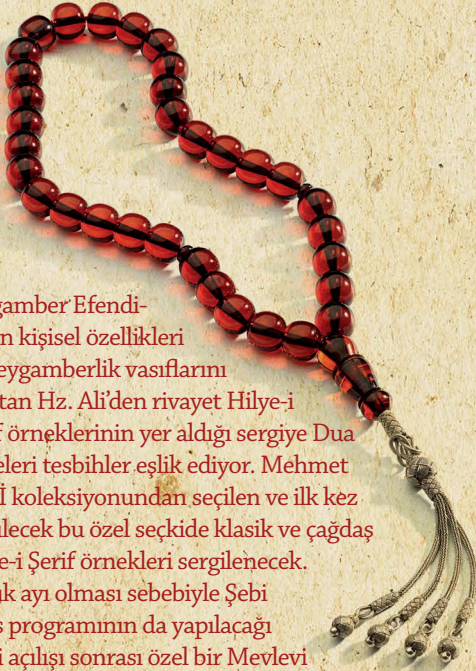 gamber Efendi-
n kişisel özellikleri
eygamberlik vasıflarını
tan Hz. Ali'den rivayet Hilye-i
f örneklerinin yer aldığı sergiye Dua
eleri tesbihler eşlik ediyor. Mehmet
İ koleksiyonundan seçilen ve ilk kez
ilecek bu özel seçkide klasik ve çağdaş
e-i Şerif örnekleri sergilenecek.
k ayı olması sebebiyle Şebi
s programının da yapılacağı
i açılışı sonrası özel bir Mevlevi